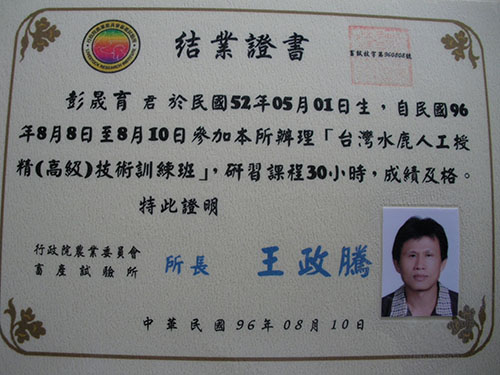 结業證書
畜試技字第960808號
彭晟育 君 於民國52年05月01日生，自民國96
年8月8日至8月10日參加本所辦理「台灣水鹿人工授
精(高級)技術訓練班」，研習課程30小時，成績及格。
特此證明
行政院農業委員會
畜產試驗所
所長 王政騰
中華民國96年08月10日